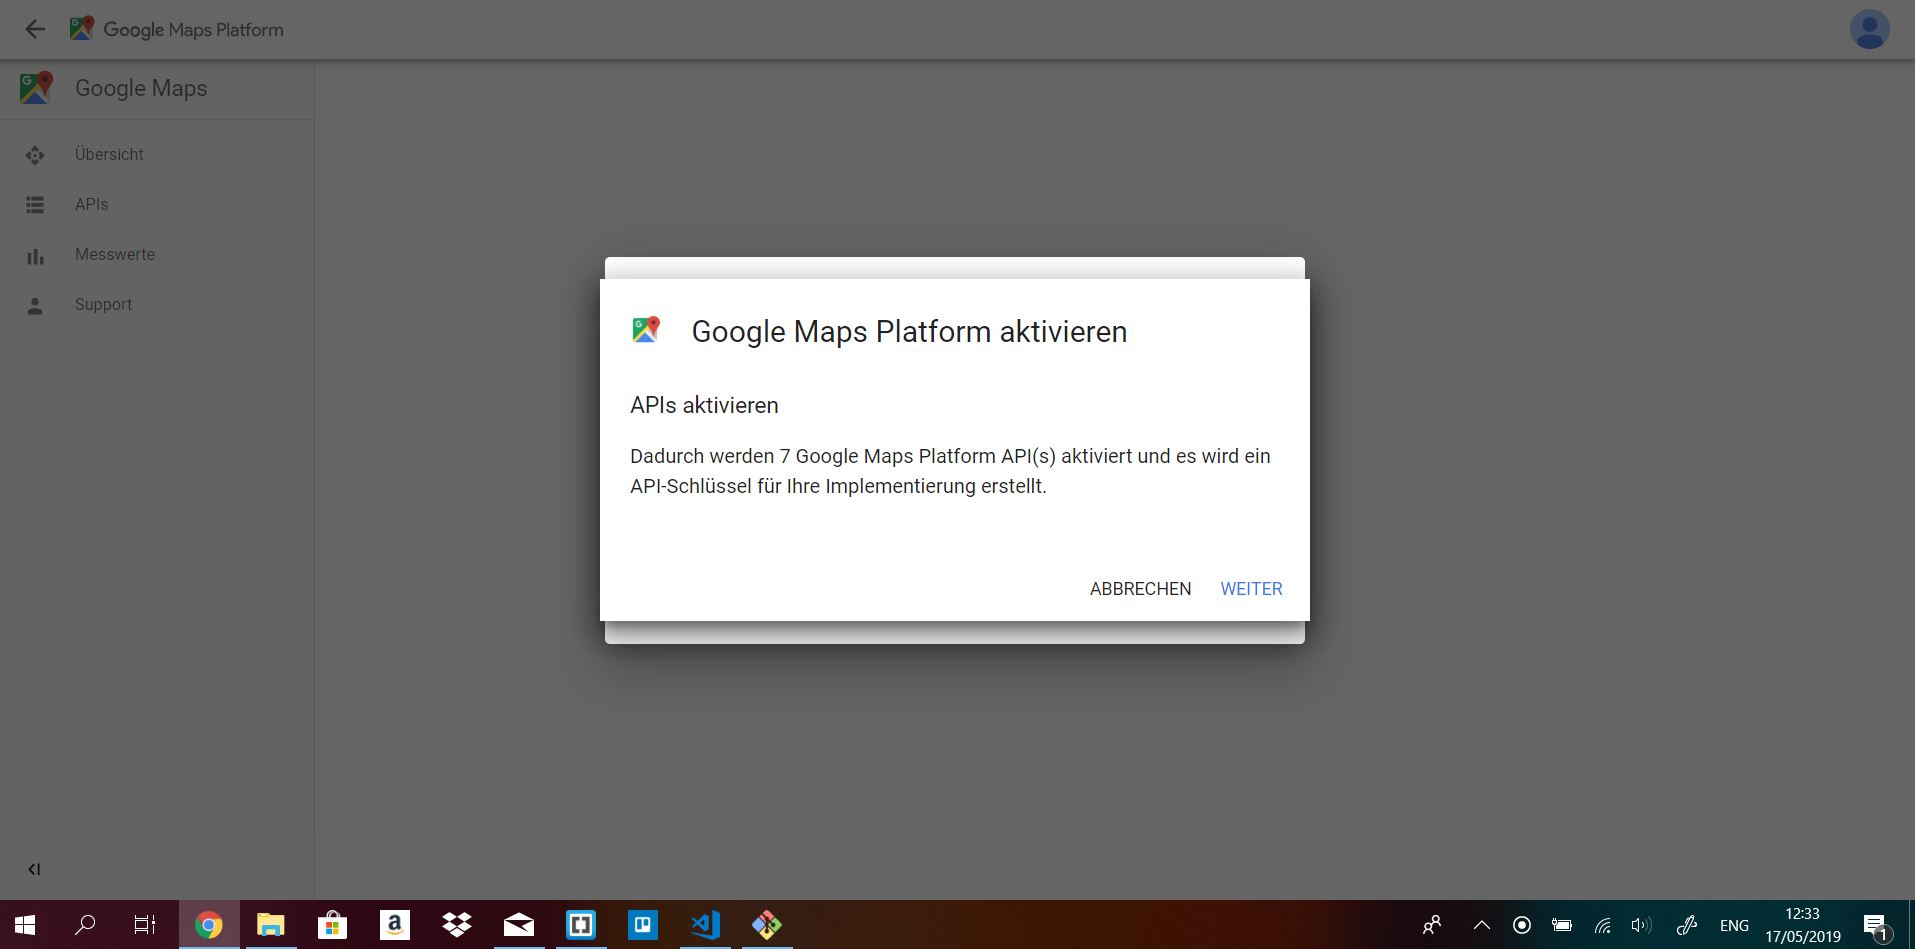 Google Maps Platform
Google Maps
Übersicht
APIs
Messwerte
Support
Google Maps Platform aktivieren
APIs aktivieren
Dadurch werden 7 Google Maps Platform API(s) aktiviert und es wird ein
API-Schlüssel für Ihre Implementierung erstellt.
ABBRECHEN WEITER
ENG
12:33
17/05/2019
1